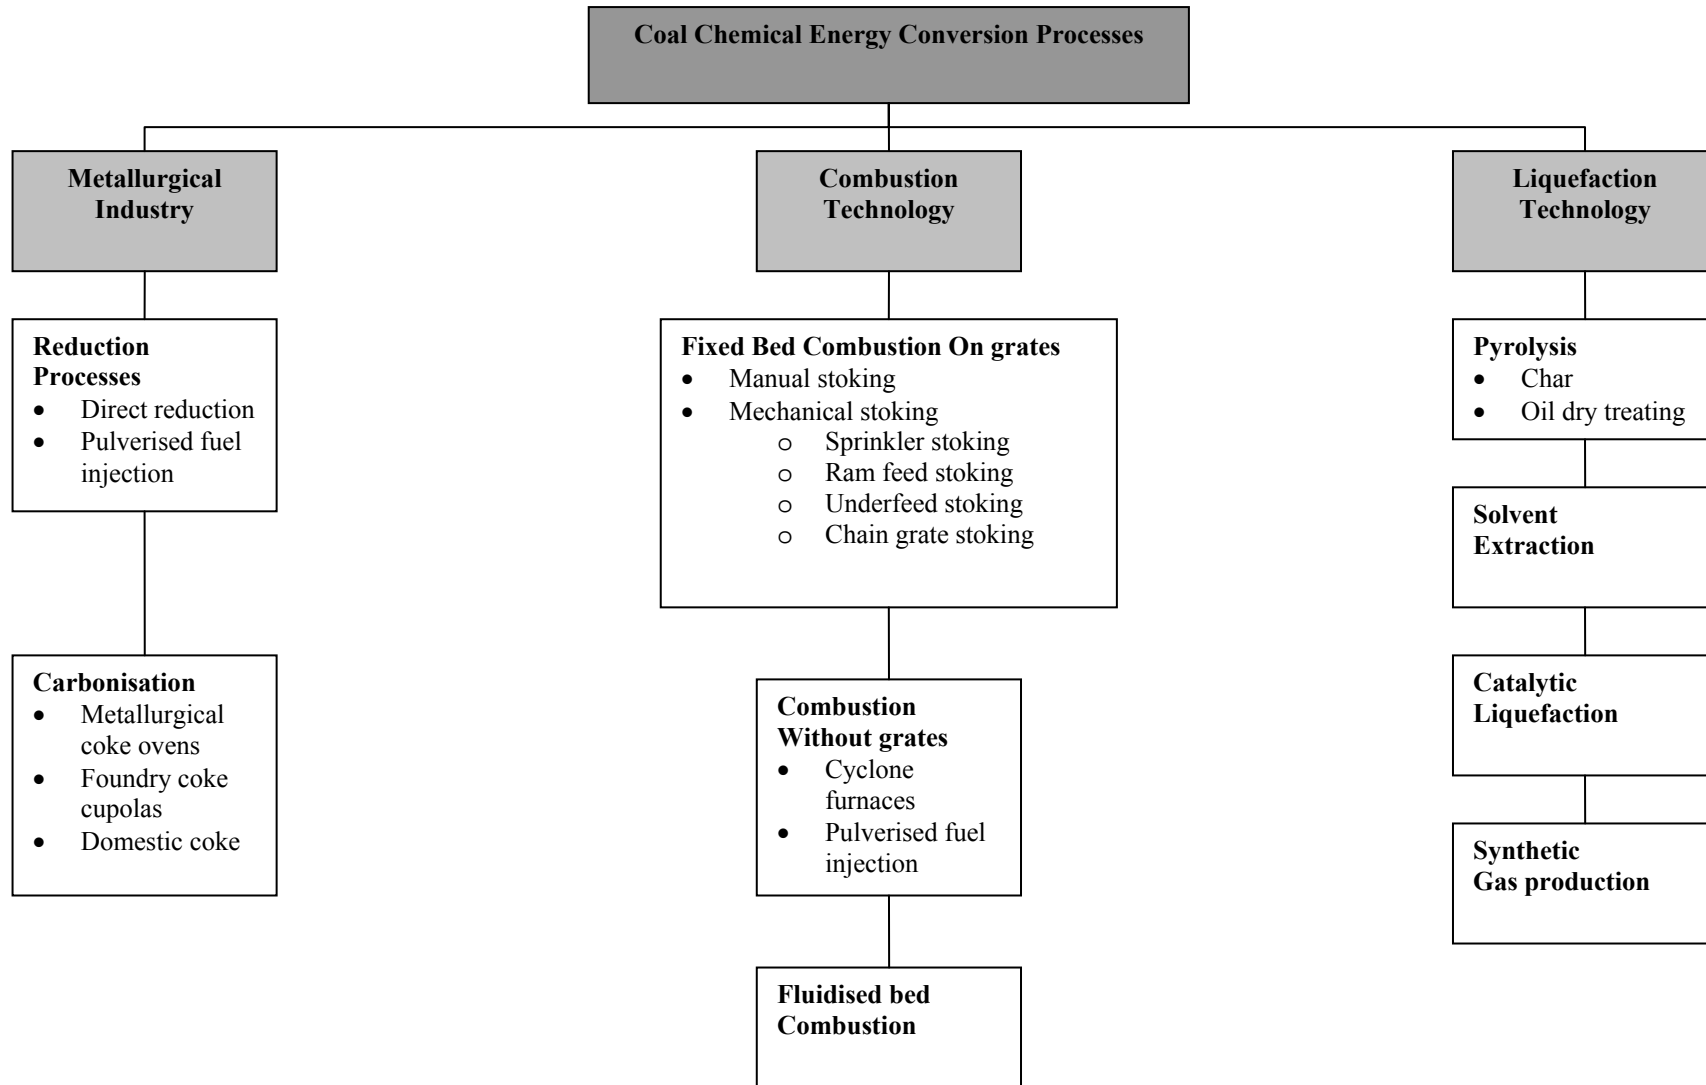 Coal Chemical Energy Conversion Processes
Metallurgical
Industry
Reduction
Processes
• Direct reduction
• Pulverised fuel
injection
Carbonisation
• Metallurgical
coke ovens
• Foundry coke
cupolas
• Domestic coke
Combustion
Technology
Fixed Bed Combustion On grates
• Manual stoking
• Mechanical stoking
o Sprinkler stoking
o Ram feed stoking
o Underfeed stoking
o Chain grate stoking
Combustion
Without grates
• Cyclone
furnaces
• Pulverised fuel
injection
Fluidised bed
Combustion
Liquefaction
Technology
Pyrolysis
• Char
• Oil dry treating
Solvent
Extraction
Catalytic
Liquefaction
Synthetic
Gas production